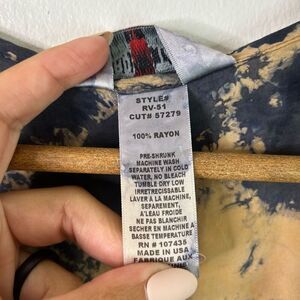 STYLE#
RV-51
CUT# 57279
100% RAYON
PRE-SHRUNK
MACHINE WASH
SEPARATELY IN COLD
WATER, NO BLEACH
TUMBLE DRY LOW
IRRETRECISSABLE
LAVER A LA MACHINE,
SEPAREMENT,
A'LEAU FROIDE
NE PAS BLANCHIR
SECHER EN MACHINE A
BASSE TEMPERATURE
RN # 107435
MADE IN USA
FABRIQUE AUX